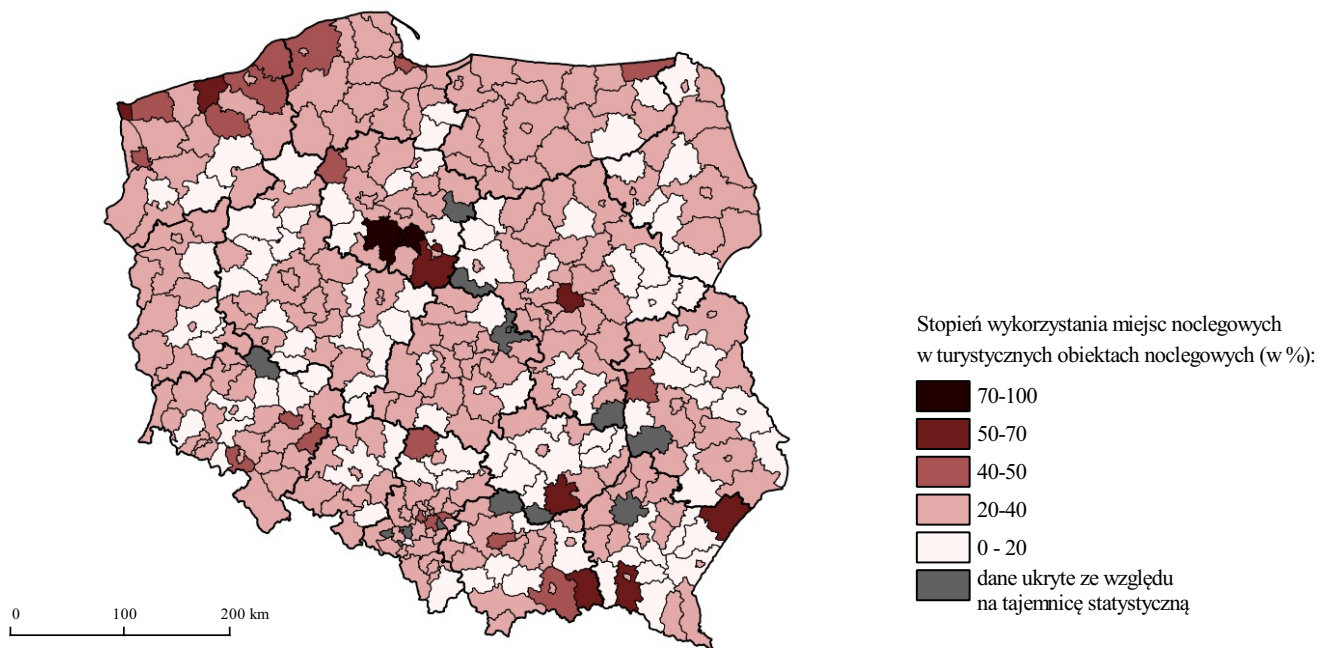 Stopień wykorzystania miejsc noclegowych
w turystycznych obiektach noclegowych (w %):
70-100
50-70
40-50
20-40
0 - 20
dane ukryte ze względu
na tajemnicę statystyczną
0 100 200 km